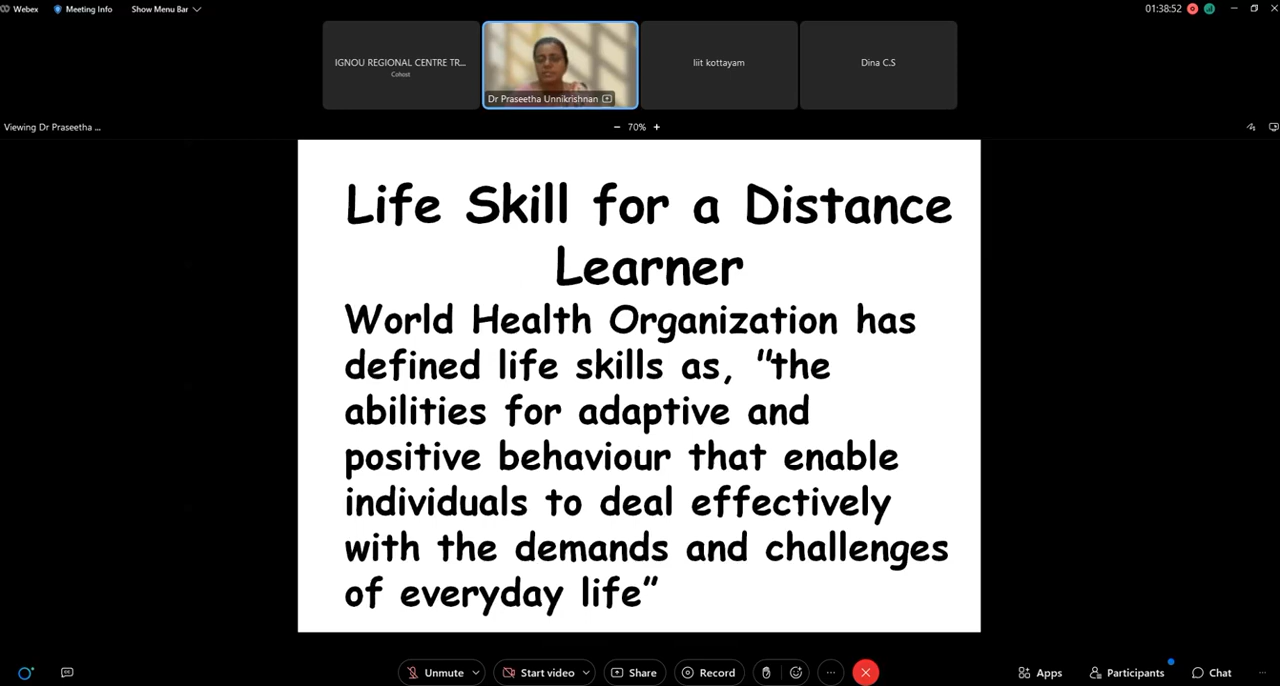 Webex
Meeting Info
Show Menu Bar
01:38:52
IGNOU REGIONAL CENTRE TR...
Cohost
Dr Praseetha Unnikrishnan
liit kottayam
Dina C.S
Viewing Dr Praseetha ...
− 70% +
Life Skill for a Distance
Learner
World Health Organization has
defined life skills as, "the
abilities for adaptive and
positive behaviour that enable
individuals to deal effectively
with the demands and challenges
of everyday life"
Unmute
Start video
Share
Record
Apps
Participants
Chat